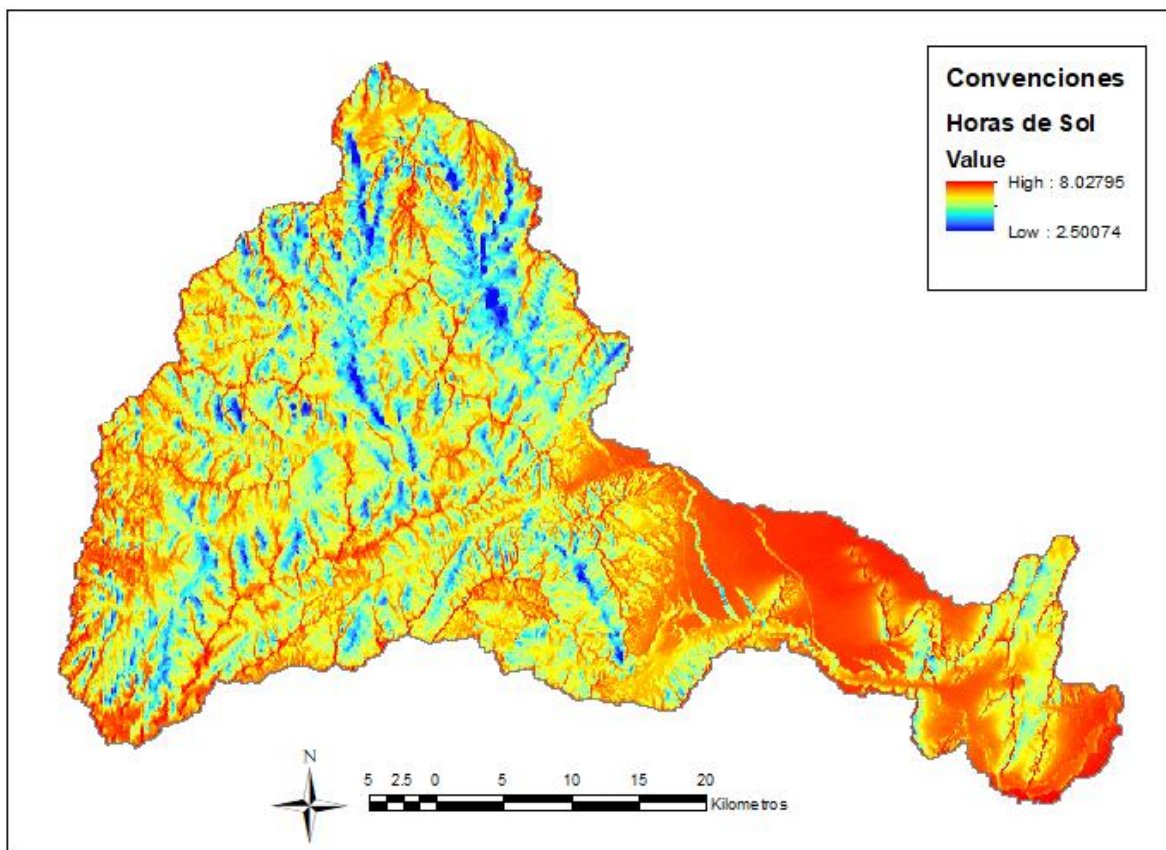 Convenciones
Horas de Sol
Value
High : 8.02795
Low : 2.50074
N
5 2.5 0 5 10 15 20
Kilometros